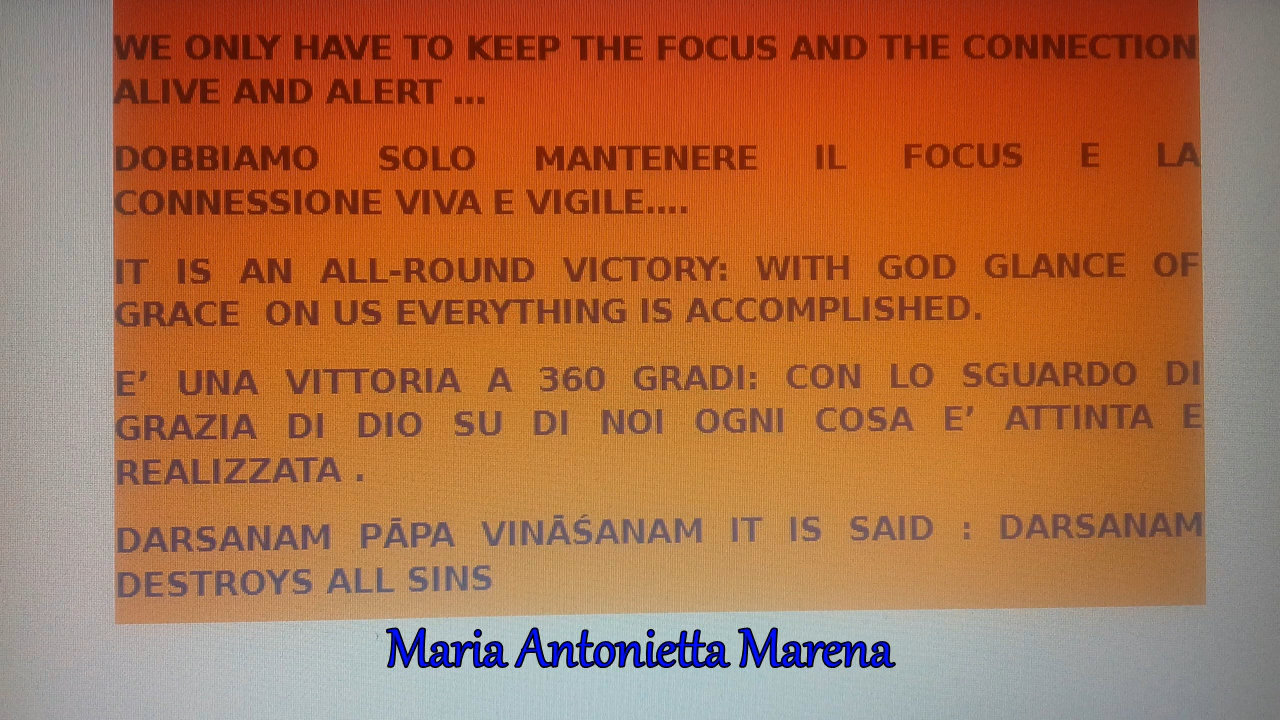 WE ONLY HAVE TO KEEP THE FOCUS AND THE CONNECTION
ALIVE AND ALERT ...
DOBBIAMO SOLO MANTENERE IL FOCUS E LA
CONNESSIONE VIVA E VIGILE....
IT IS AN ALL-ROUND VICTORY: WITH GOD GLANCE OF
GRACE ON US EVERYTHING IS ACCOMPLISHED.
E’ UNA VITTORIA A 360 GRADI: CON LO SGUARDO DI
GRAZIA DI DIO SU DI NOI OGNI COSA E’ ATTINTA E
REALIZZATA .
DARSANAM PĀPA VINĀŚANAM IT IS SAID : DARSANAM
DESTROYS ALL SINS
Maria Antonietta Marena